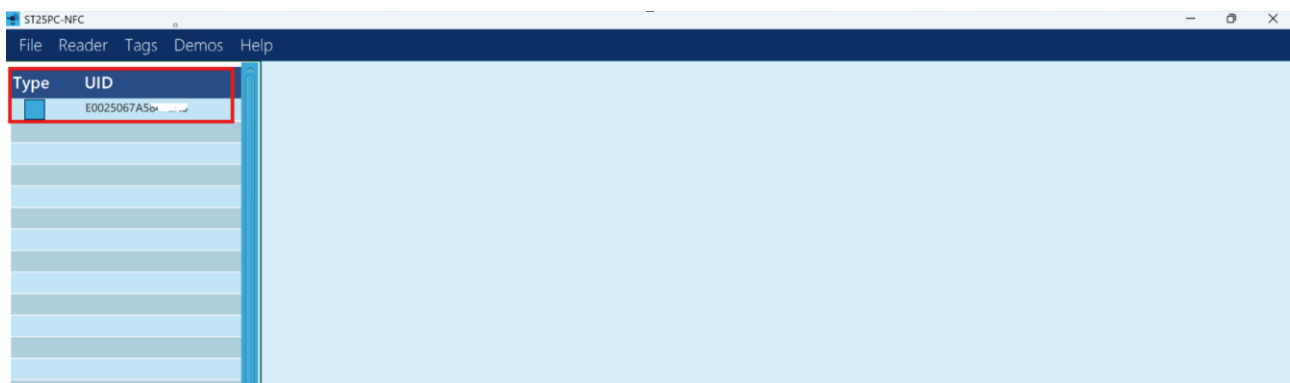 ST25PC-NFC
File Reader Tags Demos Help
Type UID
E0025067A5